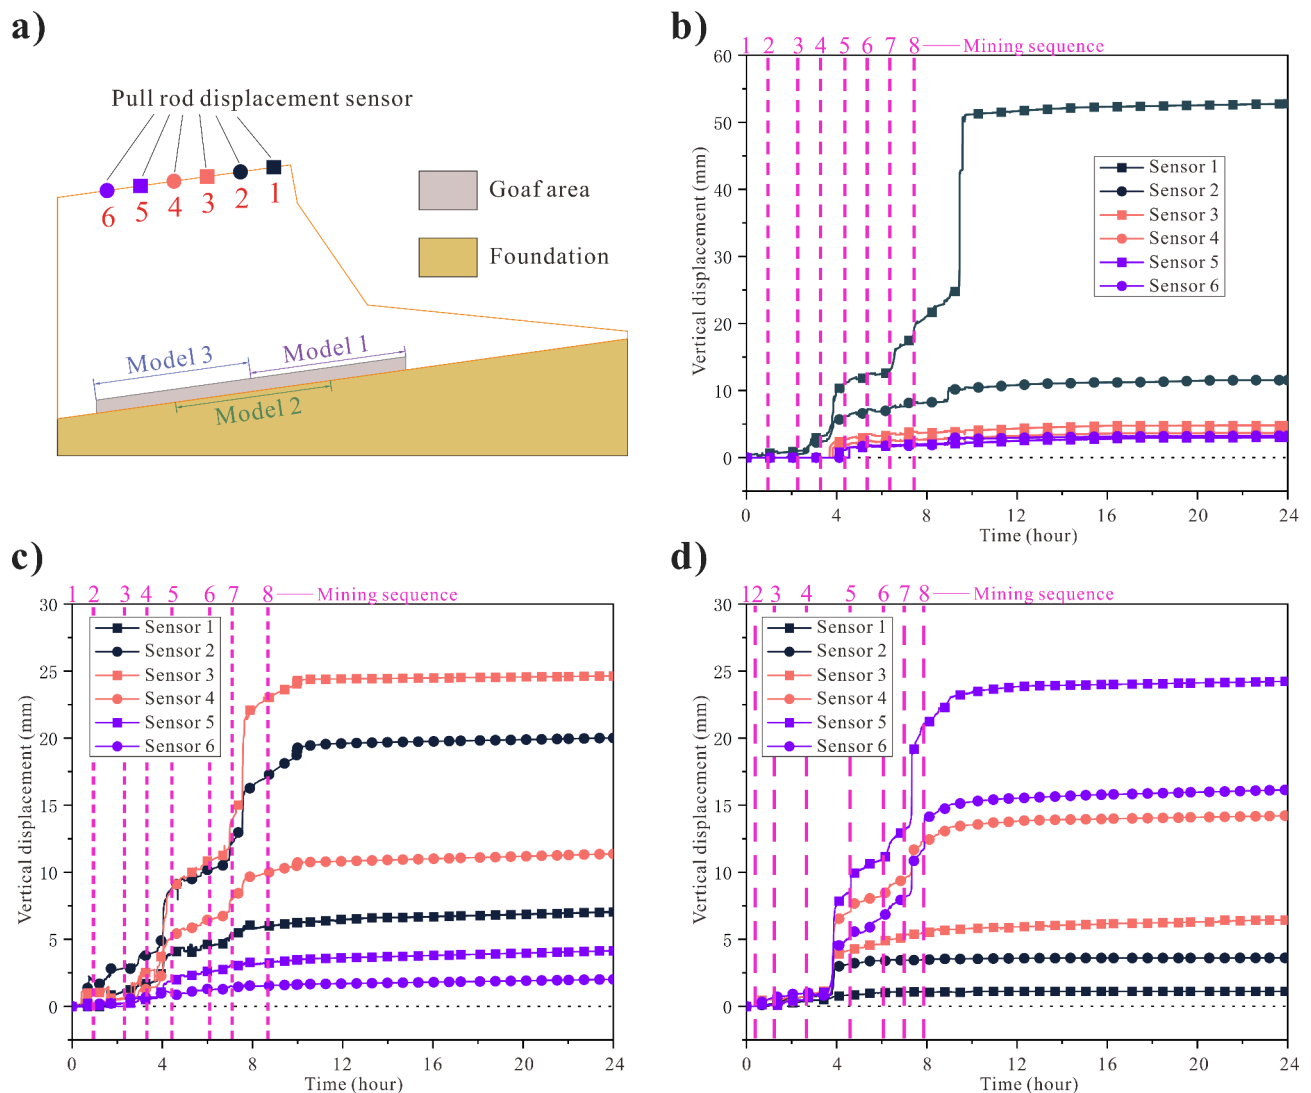 a)
Pull rod displacement sensor
6 5 4 3 2 1
Goaf area
Foundation
Model 3
Model 1
Model 2
b)
1 2 3 4 5 6 7 8 Mining sequence
Vertical displacement (mm)
60
50
40
30
20
10
0
Sensor 1
Sensor 2
Sensor 3
Sensor 4
Sensor 5
Sensor 6
0 4 8 12 16 20 24
Time (hour)
c)
1 2 3 4 5 6 7 8 Mining sequence
Vertical displacement (mm)
30
25
20
15
10
5
0
Sensor 1
Sensor 2
Sensor 3
Sensor 4
Sensor 5
Sensor 6
0 4 8 12 16 20 24
Time (hour)
d)
12 3 4 5 6 7 8 Mining sequence
Vertical displacement (mm)
30
25
20
15
10
5
0
Sensor 1
Sensor 2
Sensor 3
Sensor 4
Sensor 5
Sensor 6
0 4 8 12 16 20 24
Time (hour)